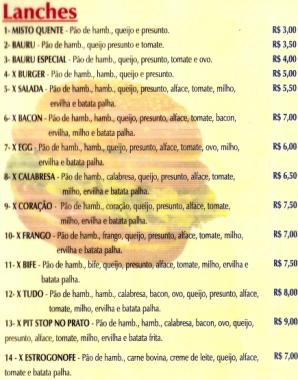 Lanches
1- MISTO QUENTE - Pão de hamb., queijo e presunto. R$ 3,00
2- BAURU - Pão de hamb., queijo presunto e tomate. R$ 3,50
3- BAURU ESPECIAL - Pão de hamb., queijo, presunto, tomate e ovo. R$ 4,00
4- X BURGER - Pão de hamb., hamb., queijo e presunto. R$ 5,00
5- X SALADA - Pão de hamb., hamb., queijo, presunto, alface, tomate, milho, R$ 5,50
ervilha e batata palha.
6- X BACON - Pão de hamb., hamb., queijo, presunto, alface, tomate, bacon, R$ 7,00
ervilha, milho e batata palha.
7- X EGG - Pão de hamb., hamb., queijo, presunto, alface, tomate, ovo, milho, R$ 6,00
ervilha e batata palha.
8- X CALABRESA - Pão de hamb., calabresa, queijo, presunto, alface, tomate, R$ 6,50
milho, ervilha e batata palha.
9- X CORAÇÃO - Pão de hamb., coração, queijo, presunto, alface, tomate, R$ 7,50
milho, ervilha e batata palha.
10- X FRANGO - Pão de hamb., frango, queijo, presunto, alface, tomate, milho, R$ 7,00
ervilha e batata palha.
11- X BIFE - Pão de hamb., bife, queijo, presunto, alface, tomate, milho, ervilha e R$ 7,50
batata palha.
12- X TUDO - Pão de hamb., hamb., calabresa, bacon, ovo, queijo, presunto, alface, R$ 8,00
tomate, milho, ervilha e batata palha.
13- X PIT STOP NO PRATO - Pão de hamb., hamb., calabresa, bacon, ovo, queijo, R$ 9,00
presunto, alface, tomate, milho, ervilha e batata frita.
14 - X ESTROGONOFE - Pão de hamb., carne bovina, creme de leite, queijo, alface, R$ 7,00
tomate e batata palha.